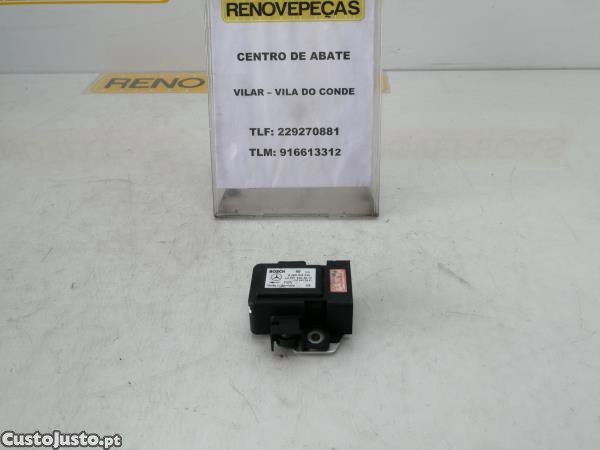 RENOVEPEÇAS
CENTRO DE ABATE
VILAR – VILA DO CONDE
TLF: 229270881
TLM: 916613312
RENO
BOSCH
CustoJusto.pt